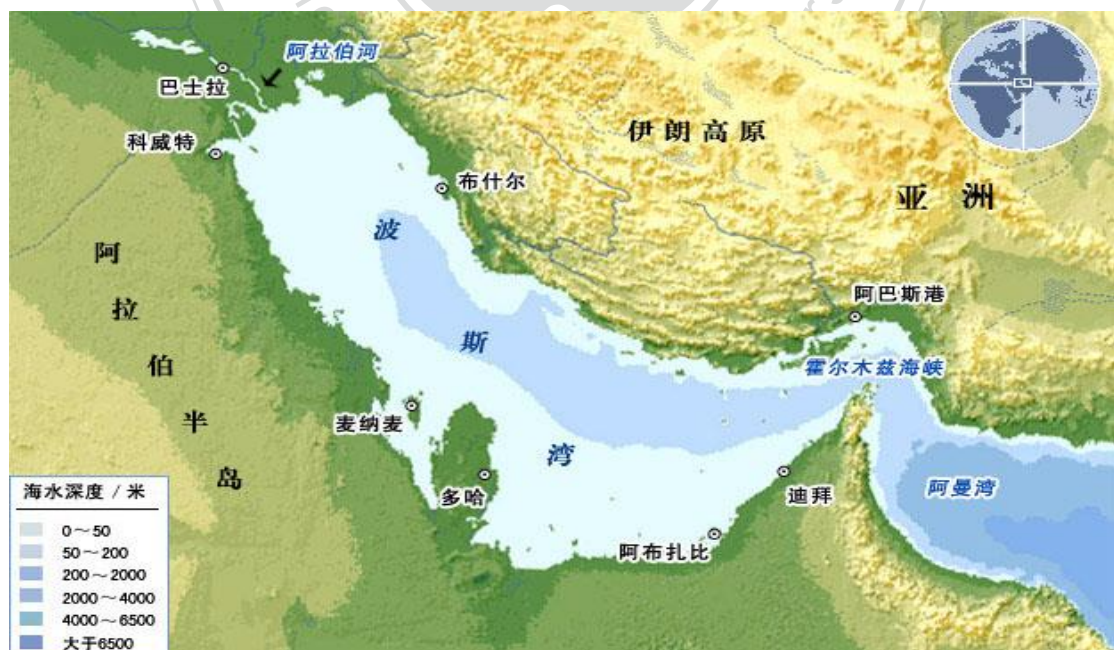 阿拉伯河
巴士拉
科威特
布什尔
伊朗高原
亚洲
波斯湾
阿拉伯半岛
阿巴斯港
霍尔木兹海峡
麦纳麦
多哈
迪拜
阿曼湾
阿布扎比
海水深度 / 米
0～50
50～200
200～2000
2000～4000
4000～6500
大于6500